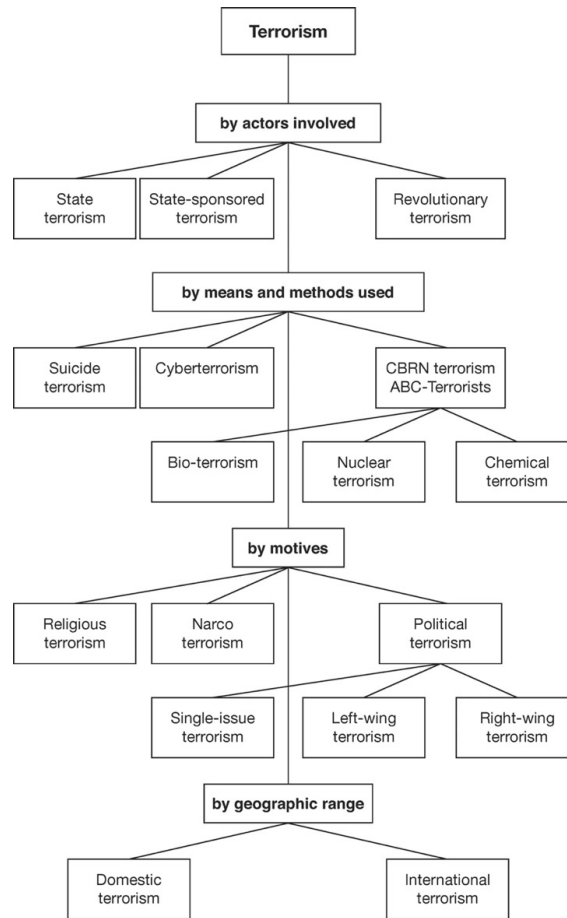 Terrorism
by actors involved
State
terrorism
State-sponsored
terrorism
Revolutionary
terrorism
by means and methods used
Suicide
terrorism
Cyberterrorism
CBRN terrorism
ABC-Terrorists
Bio-terrorism
Nuclear
terrorism
Chemical
terrorism
by motives
Religious
terrorism
Narco
terrorism
Political
terrorism
Single-issue
terrorism
Left-wing
terrorism
Right-wing
terrorism
by geographic range
Domestic
terrorism
International
terrorism